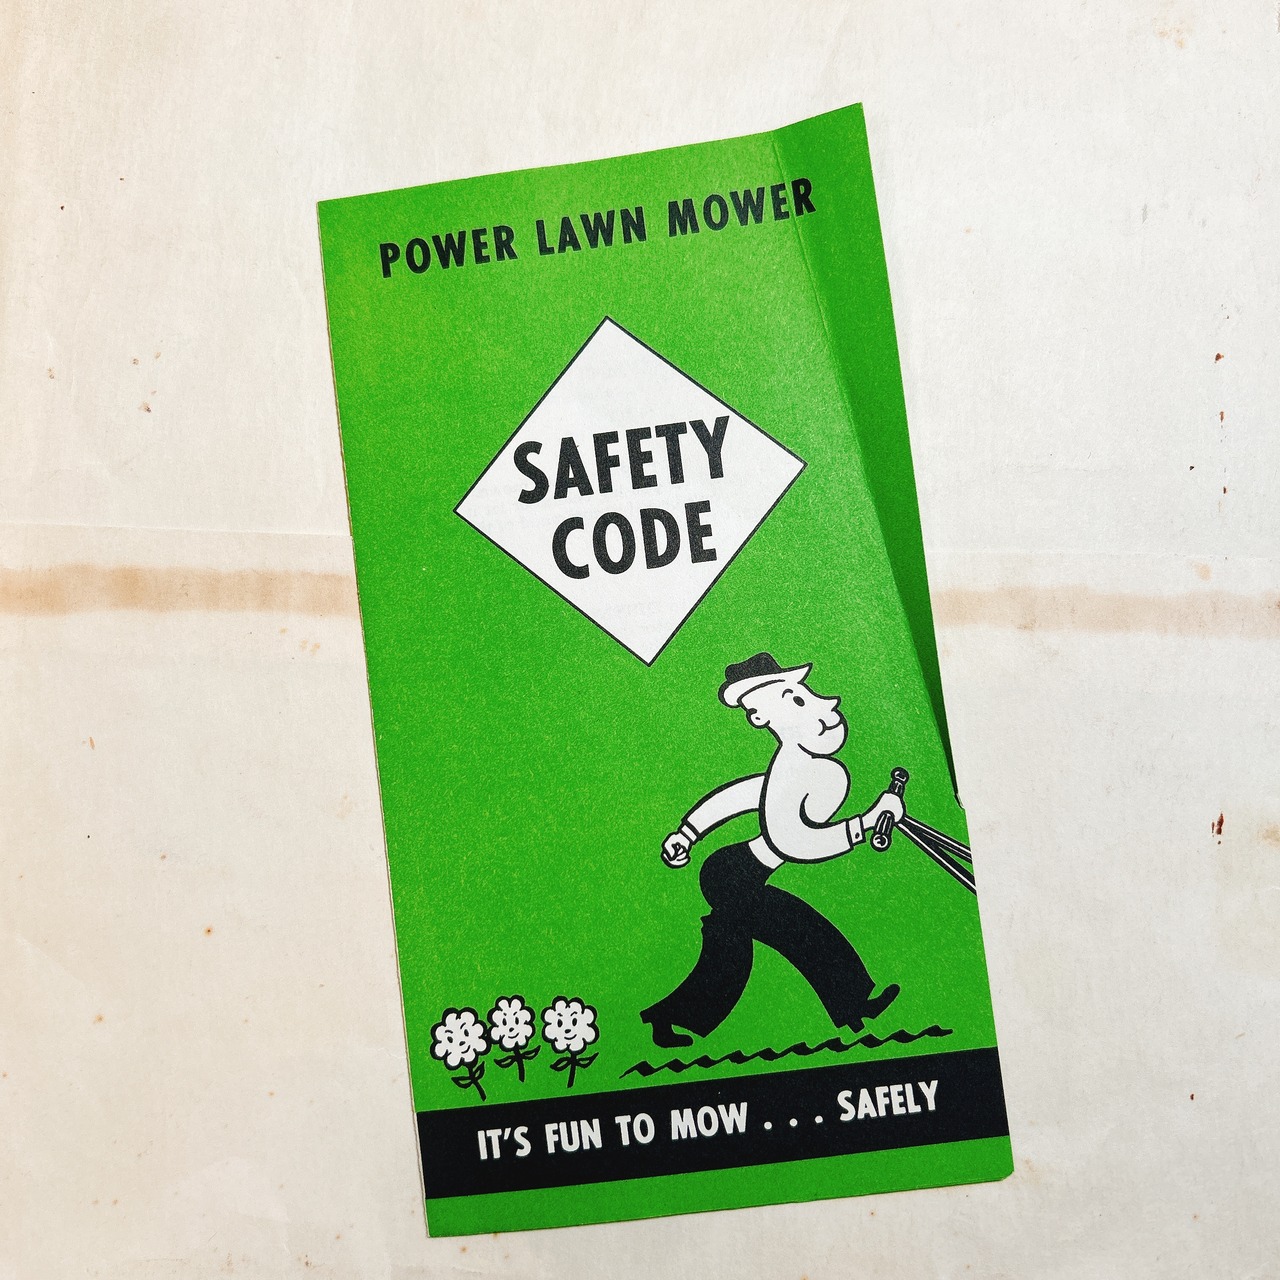 POWER LAWN MOWER
SAFETY
CODE
IT'S FUN TO MOW . . . SAFELY